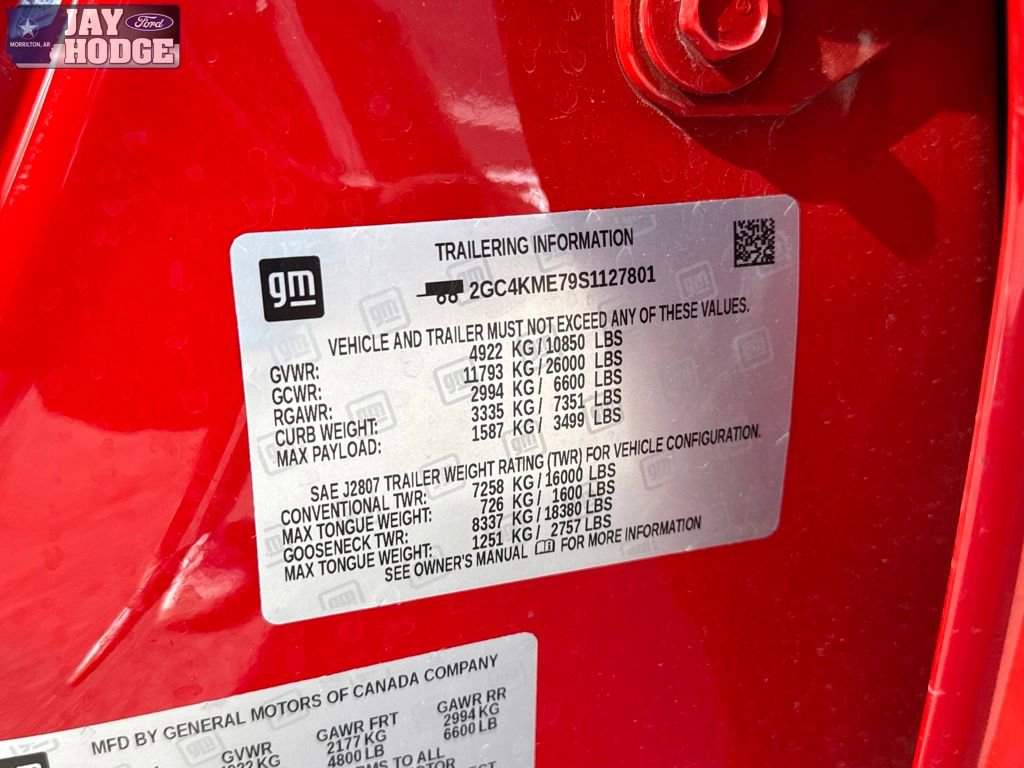 JAY
Ford
MORRILTON, AR
HODGE
TRAILERING INFORMATION
gm
2GC4KME79S1127801
VEHICLE AND TRAILER MUST NOT EXCEED ANY OF THESE VALUES.
GVWR: 4922 KG/10850 LBS
GCWR: 11793 KG/26000 LBS
RGAWR: 2994 KG/ 6600 LBS
CURB WEIGHT: 3335 KG/ 7351 LBS
MAX PAYLOAD: 1587 KG/ 3499 LBS
SAE J2807 TRAILER WEIGHT RATING (TWR) FOR VEHICLE CONFIGURATION.
CONVENTIONAL TWR: 7258 KG/16000 LBS
MAX TONGUE WEIGHT: 726 KG/ 1600 LBS
GOOSENECK TWR: 8337 KG/18380 LBS
MAX TONGUE WEIGHT: 1251 KG/ 2757 LBS
SEE OWNER'S MANUAL FOR MORE INFORMATION
MFD BY GENERAL MOTORS OF CANADA COMPANY
GVWR GAWR FRT GAWR RR
2177 KG 2994 KG
4800 LB 6600 LB
TO ALL